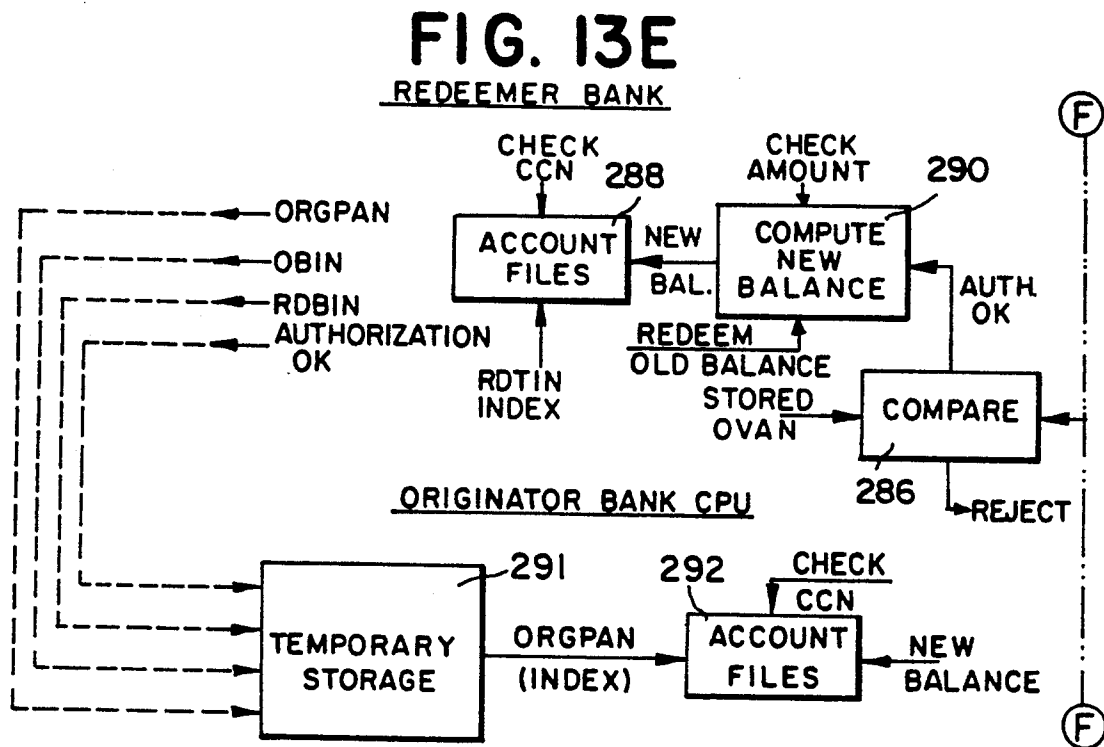 FIG. 13E
REDEEMER BANK
F
CHECK
CCN
288
CHECK
AMOUNT
290
ORGPAN
OBIN
RDBIN
AUTHORIZATION
OK
ACCOUNT
FILES
NEW
BAL.
COMPUTE
NEW
BALANCE
AUTH.
OK
RDTIN
INDEX
REDEEM
OLD BALANCE
STORED
OVAN
COMPARE
286
REJECT
ORIGINATOR BANK CPU
291
TEMPORARY
STORAGE
ORGPAN
(INDEX)
292
CHECK
CCN
ACCOUNT
FILES
NEW
BALANCE
F